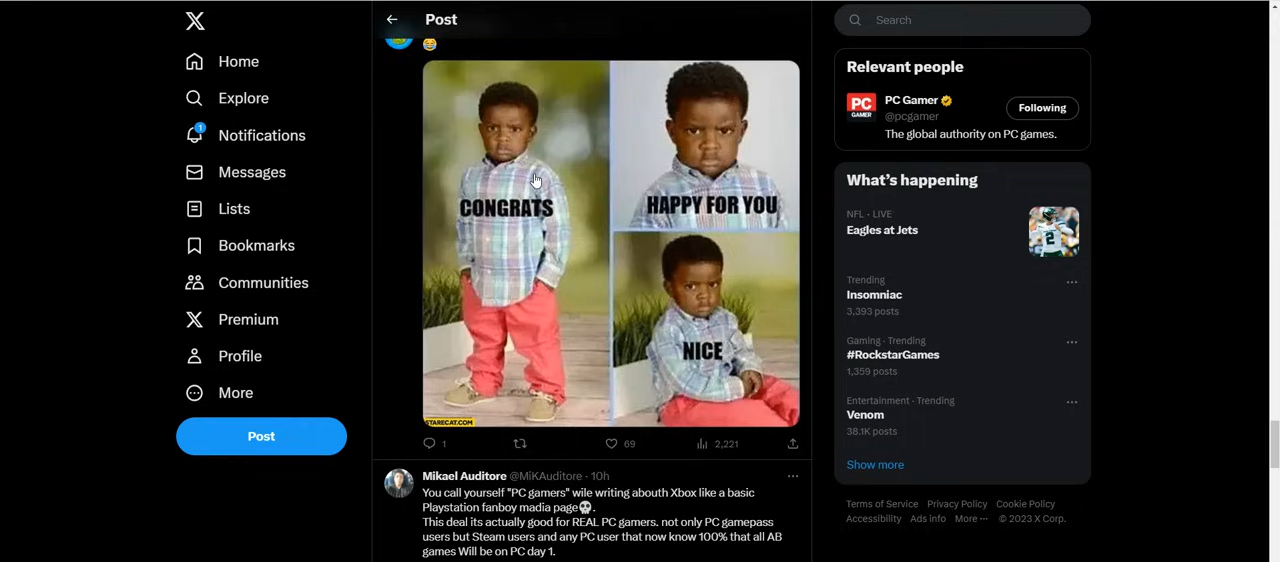 Home
Explore
1
Notifications
Messages
Lists
Bookmarks
Communities
Premium
Profile
More
Post
Post
CONGRATS
HAPPY FOR YOU
NICE
STARECAT.COM
1
69
2,221
Mikael Auditore @MiKAuditore · 10h
You call yourself "PC gamers" wile writing abouth Xbox like a basic
Playstation fanboy madia page💀.
This deal its actually good for REAL PC gamers. not only PC gamepass
users but Steam users and any PC user that now know 100% that all AB
games Will be on PC day 1.
Search
Relevant people
PC GAMER
PC Gamer
@pcgamer
Following
The global authority on PC games.
What's happening
NFL · LIVE
Eagles at Jets
2
Trending
Insomniac
3,393 posts
Gaming · Trending
#RockstarGames
1,359 posts
Entertainment · Trending
Venom
38.1K posts
Show more
Terms of Service Privacy Policy Cookie Policy
Accessibility Ads info More ··· © 2023 X Corp.